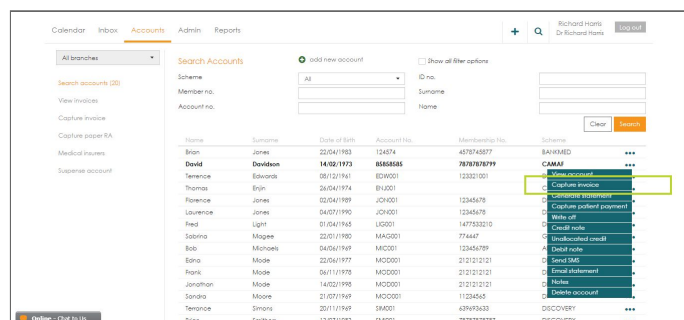 Calendar Inbox Accounts Admin Reports
Richard Harris
Dr Richard Harris
Log out
All branches
Search Accounts
add new account
Show all filter options
Search accounts (20)
View invoices
Capture invoice
Capture paper RA
Medical insurers
Suspense account
Scheme All ID no.
Member no. Surname
Account no. Name
Clear Search
Name Surname Date of Birth Account No. Membership No. Scheme
Brian Jones 22/04/1983 124574 4578745877 BANKMED
David Davidson 14/02/1973 85858585 78787878799 CAMAF
Terrence Edwards 08/12/1961 EDW001 123321001 D
Thomas Enjin 26/04/1974 ENJ001 C
Florence Jones 02/04/1989 JON001 12345678 D
Laurence Jones 04/07/1990 JON001 12345678 D
Fred Light 01/04/1965 LIG001 1477533210 D
Sabrina Magee 22/01/1980 MAG001 774447 G
Bob Michaels 04/06/1969 MIC001 123456789 A
Edna Mode 22/06/1977 MOD001 2121212121 D
Frank Mode 06/11/1978 MOD001 2121212121 D
Jonathan Mode 14/02/1998 MOD001 2121212121 D
Sandra Moore 21/07/1969 MOO001 11234565 D
Terrance Simons 20/11/1969 SIM001 639693633 DISCOVERY
View account
Capture invoice
Generate statement
Capture patient payment
Write off
Credit note
Unallocated credit
Debit note
Send SMS
Email statement
Notes
Delete account
Online - Chat to Us